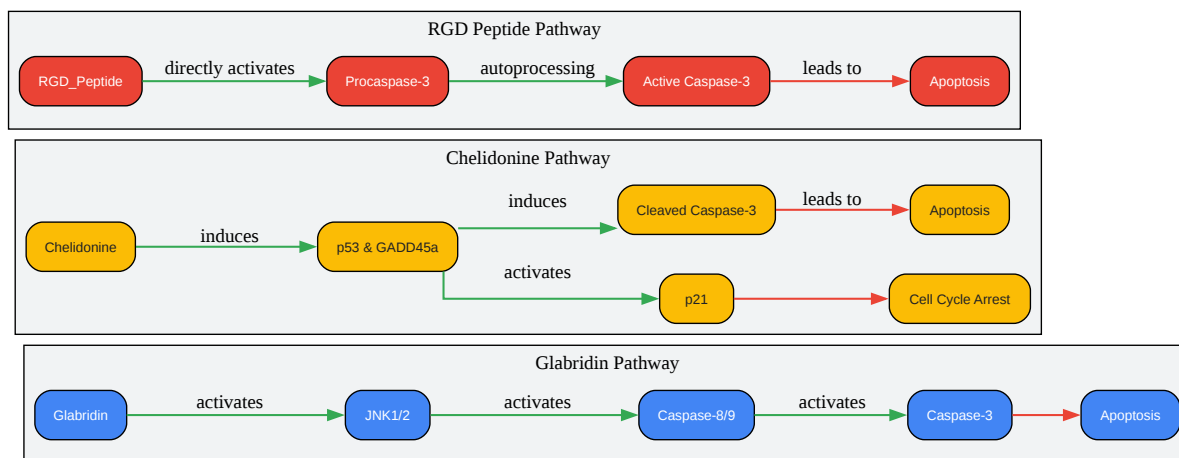 RGD Peptide Pathway
RGD_Peptide
directly activates
Procaspase-3
autoprocessing
Active Caspase-3
leads to
Apoptosis
Chelidonine Pathway
Chelidonine
induces
p53 & GADD45a
induces
Cleaved Caspase-3
leads to
Apoptosis
activates
p21
Cell Cycle Arrest
Glabridin Pathway
Glabridin
activates
JNK1/2
activates
Caspase-8/9
activates
Caspase-3
Apoptosis